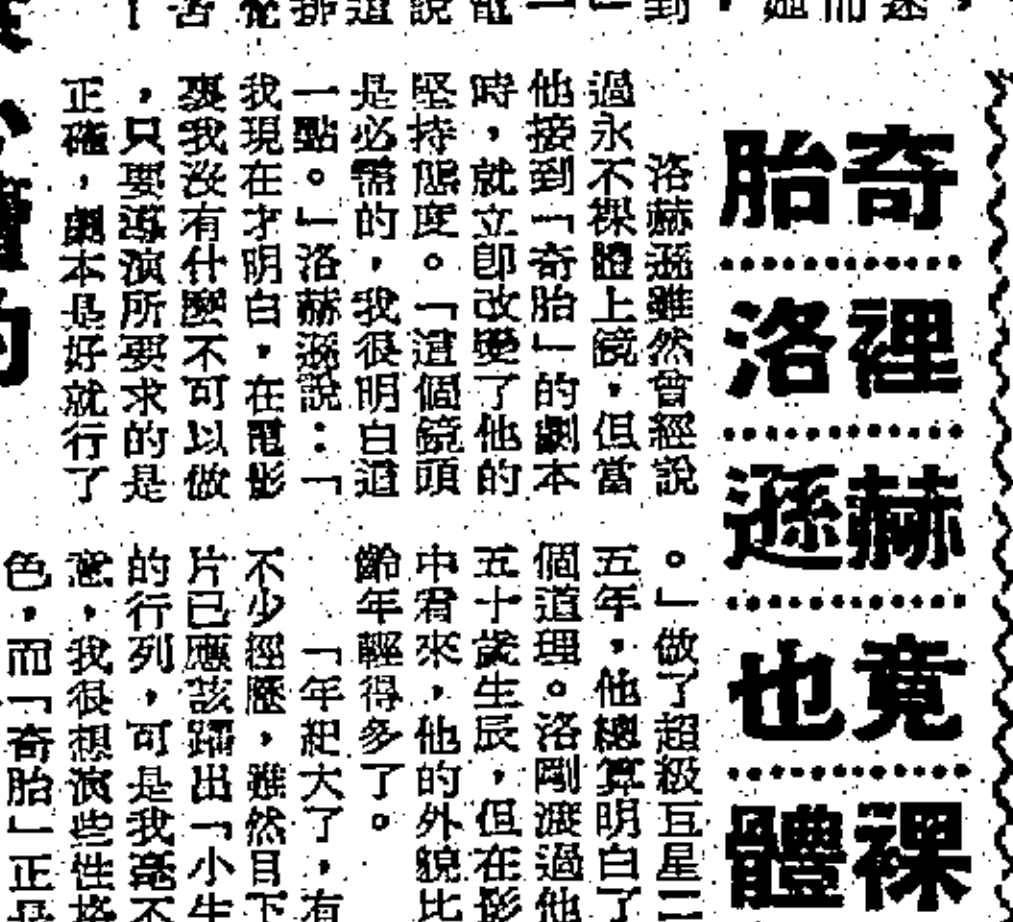 奇胎
裡洛
赫遜
竟也
裸體
洛赫遜雖然曾經說
過永不裸體上鏡，但當
他接到「奇胎」的劇本
時，就立即改變了他的
堅持態度。「這個鏡頭
是必需的，我很明白這
一點。」洛赫遜說：「
我現在才明白，在電影
裏我沒有什麼不可以做
，只要導演所要求的是
正確，劇本是好就行了
。」做了超級巨星二
五年，他總算明白了
個道理。洛剛渡過他
五十歲生辰，但在影
中看來，他的外貌比
齡年輕得多了。
「年紀大了，有
不少經歷，雖然目下
片已應該出「小生
的行列，可是我毫不
意，我很想演些性格
色，而「奇胎」正是